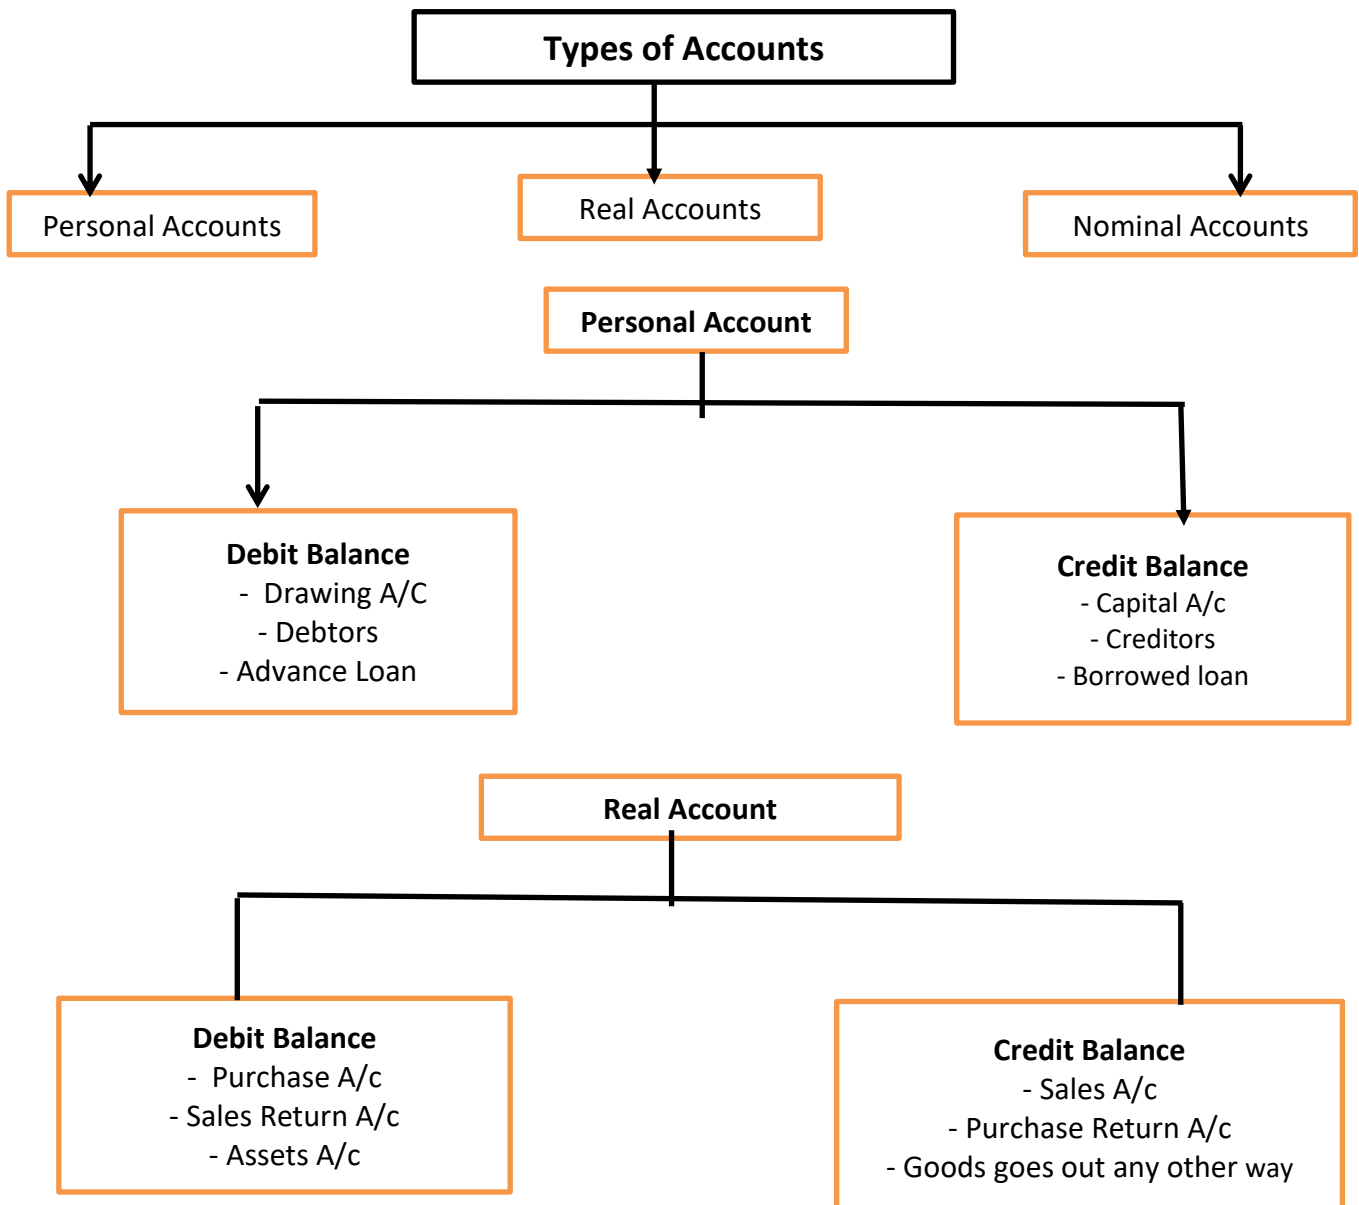 Types of Accounts
Personal Accounts
Real Accounts
Nominal Accounts
Personal Account
Debit Balance
- Drawing A/C
- Debtors
- Advance Loan
Credit Balance
- Capital A/c
- Creditors
- Borrowed loan
Real Account
Debit Balance
- Purchase A/c
- Sales Return A/c
- Assets A/c
Credit Balance
- Sales A/c
- Purchase Return A/c
- Goods goes out any other way